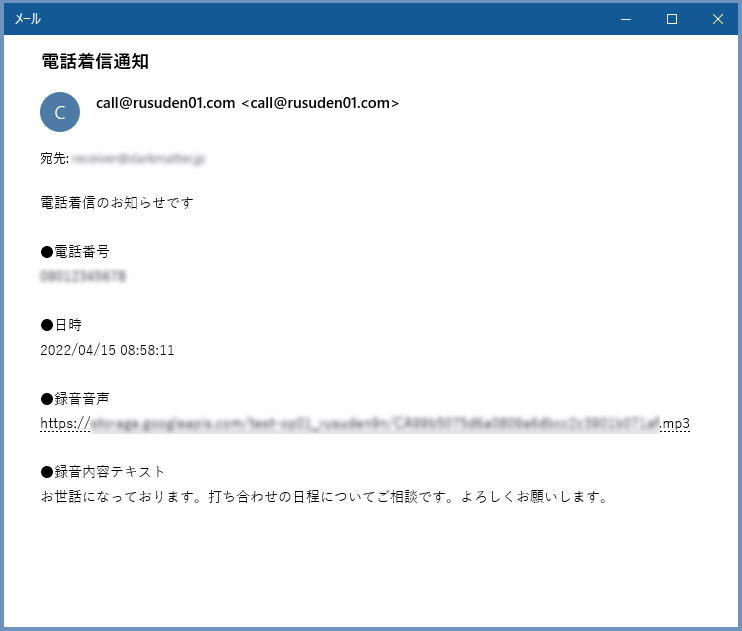 メール
電話着信通知
C
call@rusuden01.com <call@rusuden01.com>
宛先:
電話着信のお知らせです
●電話番号
●日時
2022/04/15 08:58:11
●録音音声
https:// .mp3
●録音内容テキスト
お世話になっております。打ち合わせの日程についてご相談です。よろしくお願いします。